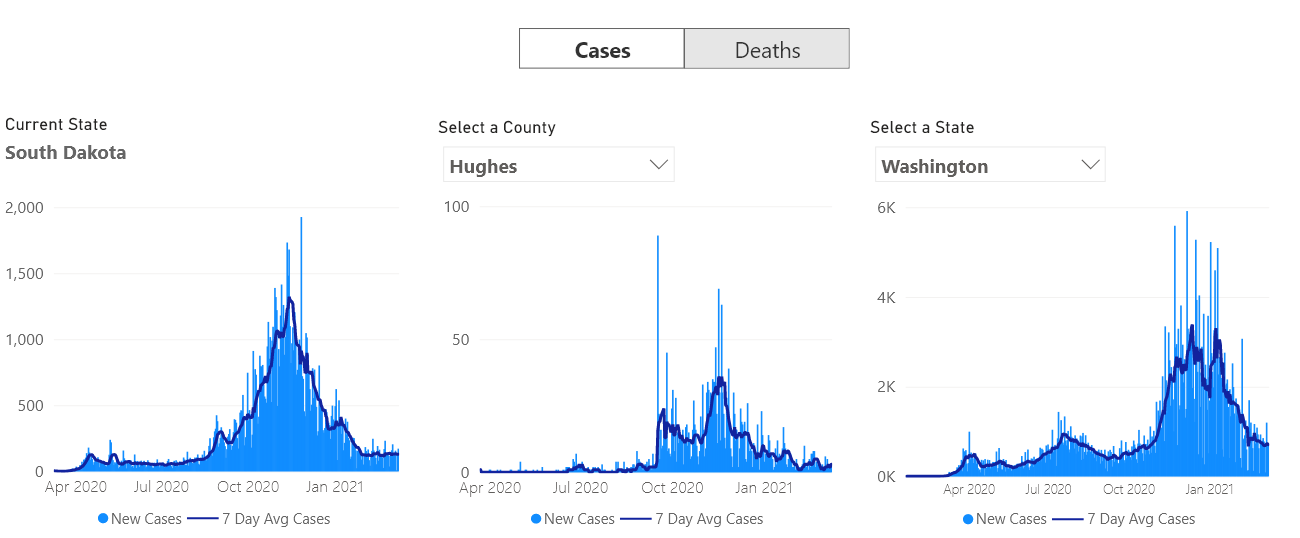 Cases Deaths
Current State
South Dakota
2,000
1,500
1,000
500
0
Apr 2020 Jul 2020 Oct 2020 Jan 2021
New Cases 7 Day Avg Cases
Select a County
Hughes
100
50
0
Apr 2020 Jul 2020 Oct 2020 Jan 2021
New Cases 7 Day Avg Cases
Select a State
Washington
6K
4K
2K
0K
Apr 2020 Jul 2020 Oct 2020 Jan 2021
New Cases 7 Day Avg Cases